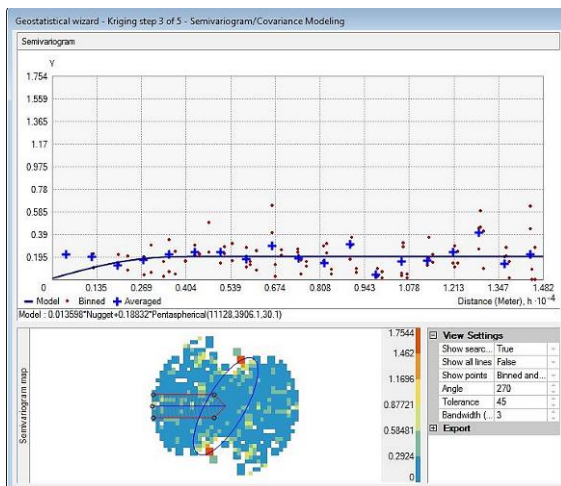 Geostatistical wizard - Kriging step 3 of 5 - Semivariogram/Covariance Modeling
Semivariogram
Y
1.754
1.559
1.365
1.17
0.975
0.78
0.585
0.39
0.195
0 0.135 0.269 0.404 0.539 0.674 0.808 0.943 1.078 1.213 1.347 1.482
Model Binned Averaged Distance (Meter), h ·10⁻⁴
Model : 0.013598*Nugget+0.18832*Pentaspherical(11128,3906.1,30.1)
Semivariogram map
1.7544
1.462
1.1696
0.87721
0.58481
0.2924
0
View Settings
Show searc... True
Show all lines False
Show points Binned and...
Angle 270
Tolerance 45
Bandwidth (... 3
Export